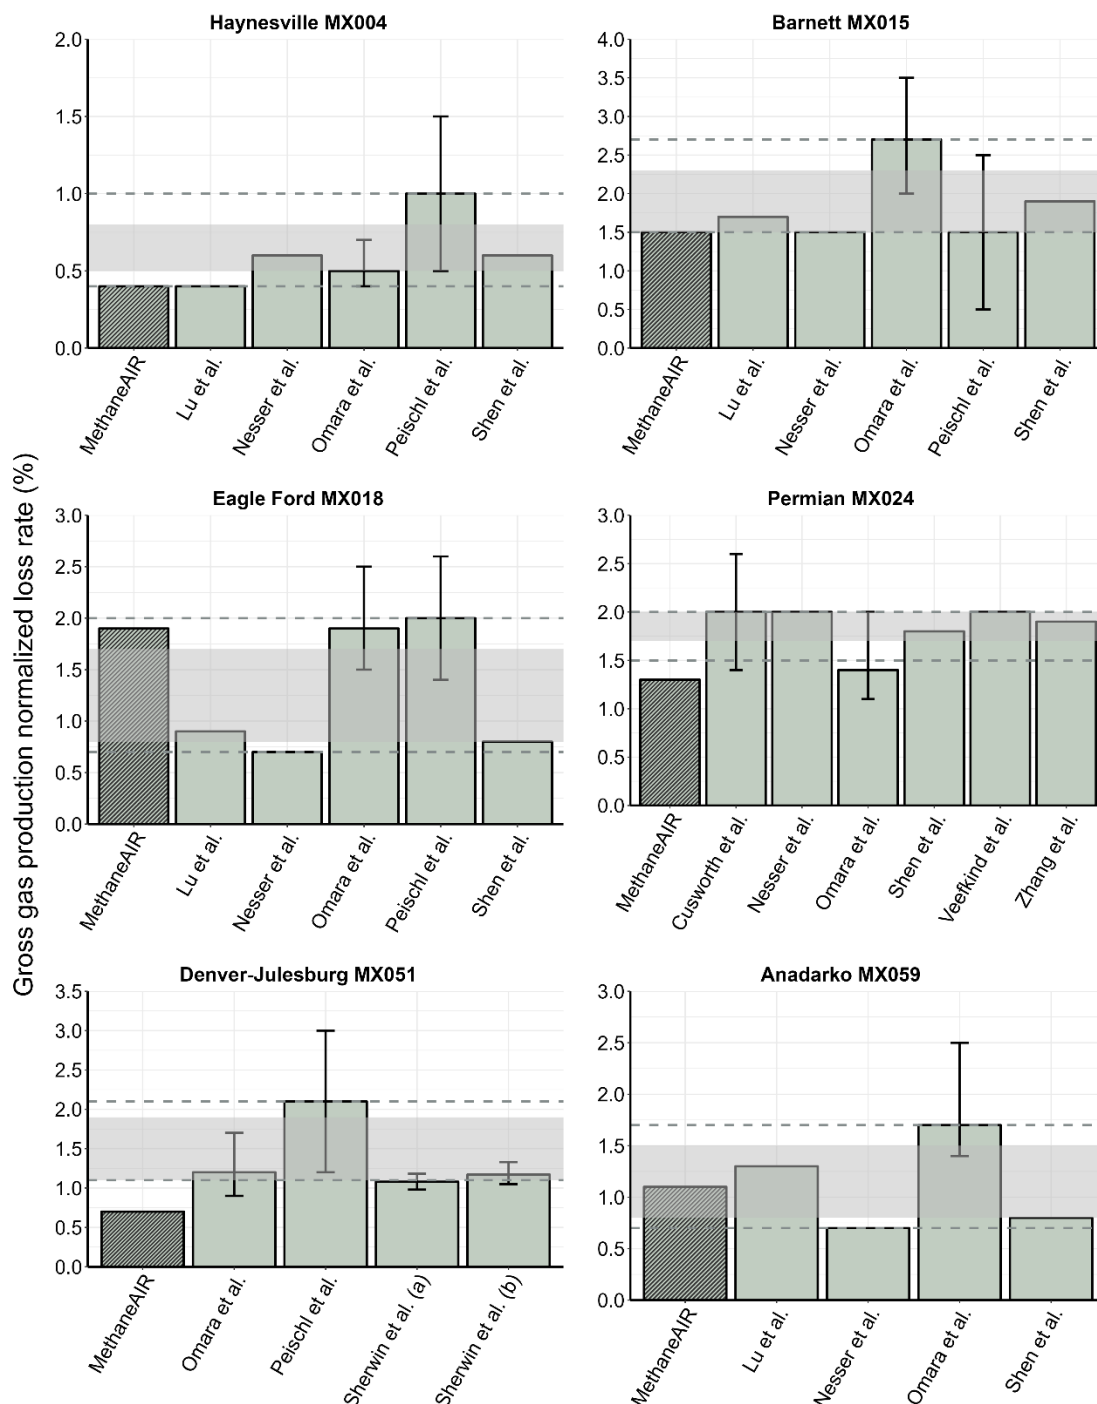 Gross gas production normalized loss rate (%)
Haynesville MX004
2.0
1.5
1.0
0.5
0.0
MethaneAIR
Lu et al.
Nesser et al.
Omara et al.
Peischl et al.
Shen et al.
Barnett MX015
4.0
3.5
3.0
2.5
2.0
1.5
1.0
0.5
0.0
MethaneAIR
Lu et al.
Nesser et al.
Omara et al.
Peischl et al.
Shen et al.
Eagle Ford MX018
3.0
2.5
2.0
1.5
1.0
0.5
0.0
MethaneAIR
Lu et al.
Nesser et al.
Omara et al.
Peischl et al.
Shen et al.
Permian MX024
3.0
2.5
2.0
1.5
1.0
0.5
0.0
MethaneAIR
Cusworth et al.
Nesser et al.
Omara et al.
Shen et al.
Veefkind et al.
Zhang et al.
Denver-Julesburg MX051
3.5
3.0
2.5
2.0
1.5
1.0
0.5
0.0
MethaneAIR
Omara et al.
Peischl et al.
Sherwin et al. (a)
Sherwin et al. (b)
Anadarko MX059
3.0
2.5
2.0
1.5
1.0
0.5
0.0
MethaneAIR
Lu et al.
Nesser et al.
Omara et al.
Shen et al.